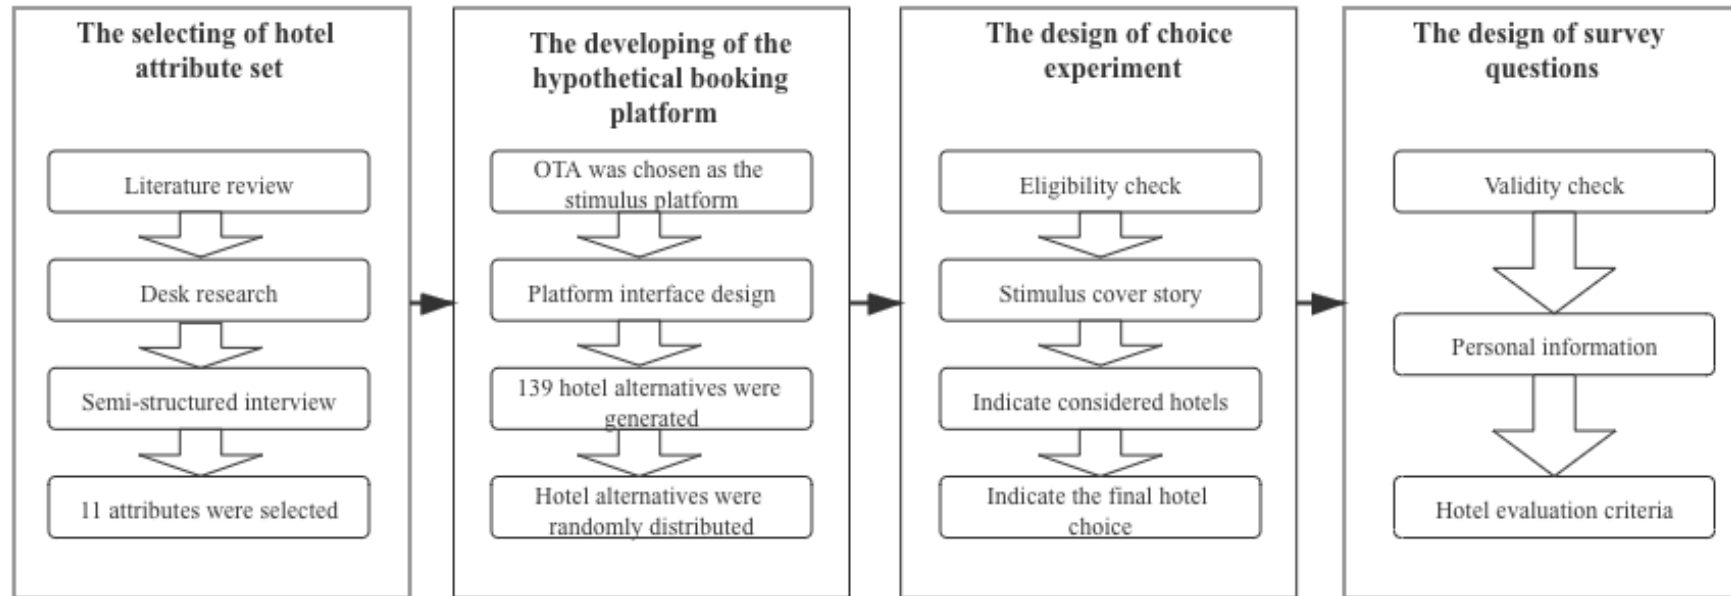 The selecting of hotel
attribute set
Literature review
Desk research
Semi-structured interview
11 attributes were selected
The developing of the
hypothetical booking
platform
OTA was chosen as the
stimulus platform
Platform interface design
139 hotel alternatives were
generated
Hotel alternatives were
randomly distributed
The design of choice
experiment
Eligibility check
Stimulus cover story
Indicate considered hotels
Indicate the final hotel
choice
The design of survey
questions
Validity check
Personal information
Hotel evaluation criteria